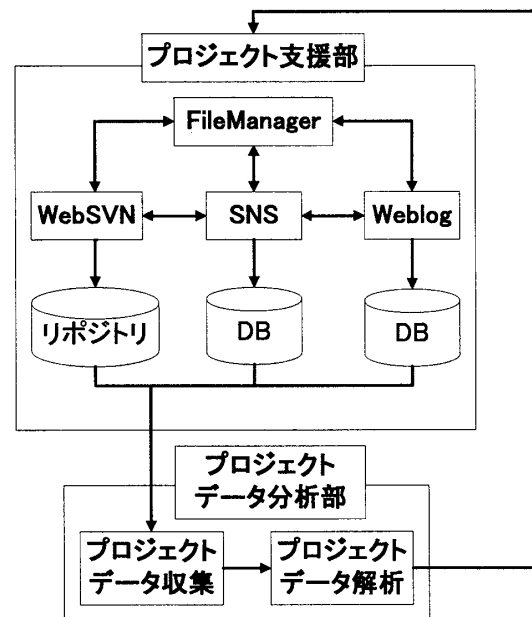 プロジェクト支援部
FileManager
WebSVN
SNS
Weblog
リポジトリ
DB
DB
プロジェクト
データ分析部
プロジェクト
データ収集
プロジェクト
データ解析